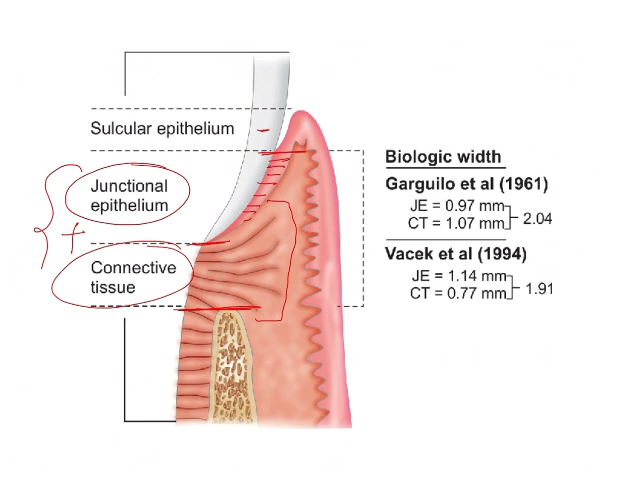 Sulcular epithelium
Junctional
epithelium
+
Connective
tissue
Biologic width
Garguilo et al (1961)
JE = 0.97 mm
CT = 1.07 mm
2.04
Vacek et al (1994)
JE = 1.14 mm
CT = 0.77 mm
1.91